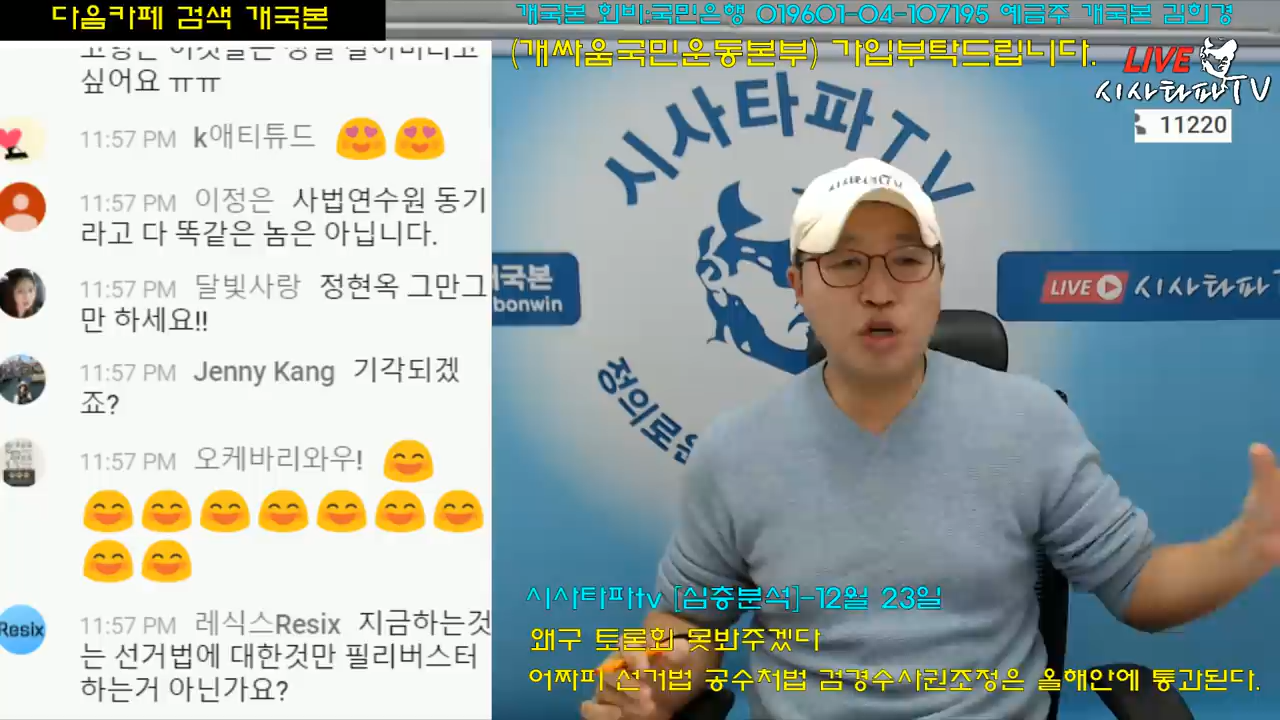 다음카페 검색 개국본
개국본 회비:국민은행 019601-04-107195 예금주 개국본 김희경
(개싸움국민운동본부) 가입부탁드립니다.
LIVE
시사타파TV
11220
싶어요 ㅠㅠ
11:57 PM k애티튜드 😍😍
11:57 PM 이정은 사법연수원 동기
라고 다 똑같은 놈은 아닙니다.
11:57 PM 달빛사랑 정현옥 그만그
만 하세요!!
11:57 PM Jenny Kang 기각되겠
죠?
11:57 PM 오케바리와우! 😊
😊😊😊😊😊😊😊
😊😊
Resix
11:57 PM 레식스Resix 지금하는것
는 선거법에 대한것만 필리버스터
하는거 아닌가요?
시사타파TV
시사타파TV
정의로운
국본
bonwin
LIVE 시사타파
시사타파tv [심층분석]-12월 23일
왜구 토론회 못봐주겠다
어짜피 선거법 공수처법 검경수사권조정은 올해안에 통과된다.